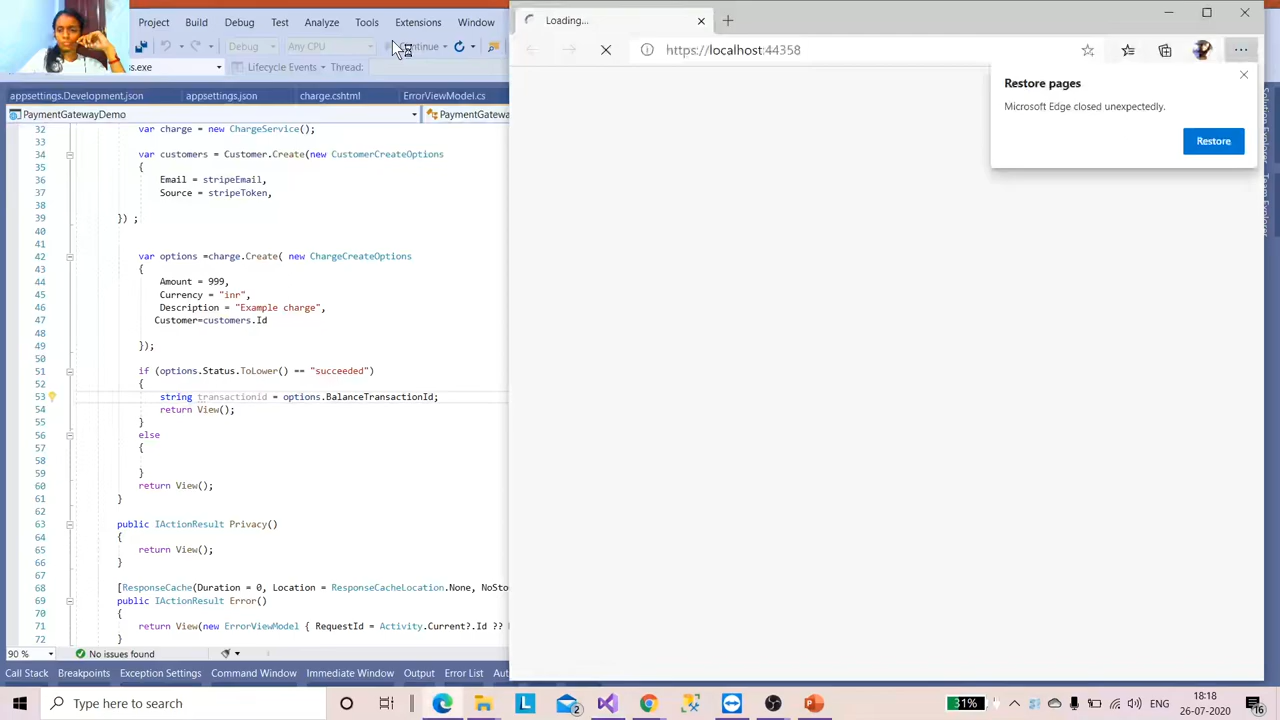 Project Build Debug Test Analyze Tools Extensions Window
Debug Any CPU Continue
ss.exe Lifecycle Events Thread:
appsettings.Development.json appsettings.json charge.cshtml ErrorViewModel.cs
PaymentGatewayDemo PaymentGatewa
32 var charge = new ChargeService();
33
34 var customers = Customer.Create(new CustomerCreateOptions
35 {
36 Email = stripeEmail,
37 Source = stripeToken,
38
39 }) ;
40
41
42 var options =charge.Create( new ChargeCreateOptions
43 {
44 Amount = 999,
45 Currency = "inr",
46 Description = "Example charge",
47 Customer=customers.Id
48
49 });
50
51 if (options.Status.ToLower() == "succeeded")
52 {
53 string transactionid = options.BalanceTransactionId;
54 return View();
55 }
56 else
57 {
58
59 }
60 return View();
61 }
62
63 public IActionResult Privacy()
64 {
65 return View();
66 }
67
68 [ResponseCache(Duration = 0, Location = ResponseCacheLocation.None, NoSto
69 public IActionResult Error()
70 {
71 return View(new ErrorViewModel { RequestId = Activity.Current?.Id ??
72 }
90 % No issues found
Call Stack Breakpoints Exception Settings Command Window Immediate Window Output Error List Aut
Loading...
https://localhost:44358
Restore pages
Microsoft Edge closed unexpectedly.
Restore
Solution Explorer
Team Explorer
Type here to search
L
2
31%
ENG
18:18
26-07-2020
16